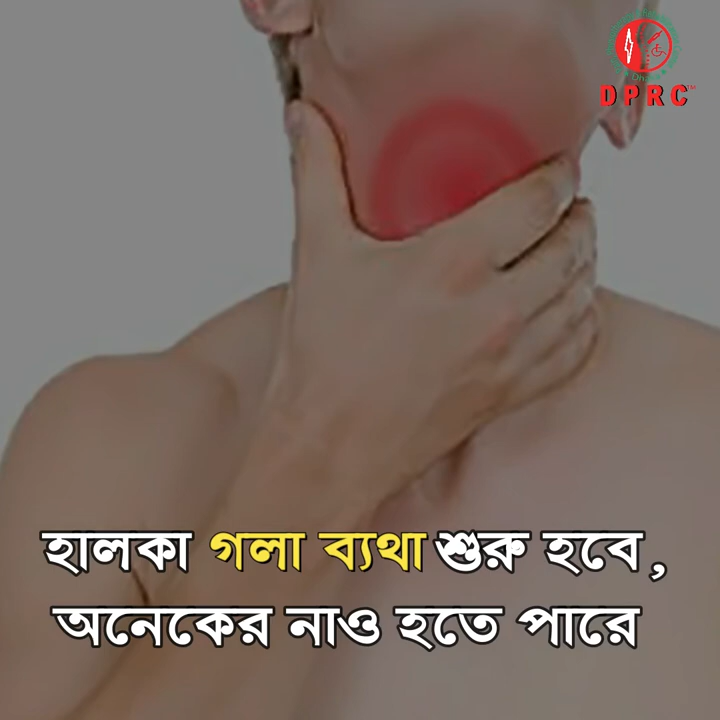 DPRC
হালকা গলা ব্যথা শুরু হবে,
অনেকের নাও হতে পারে